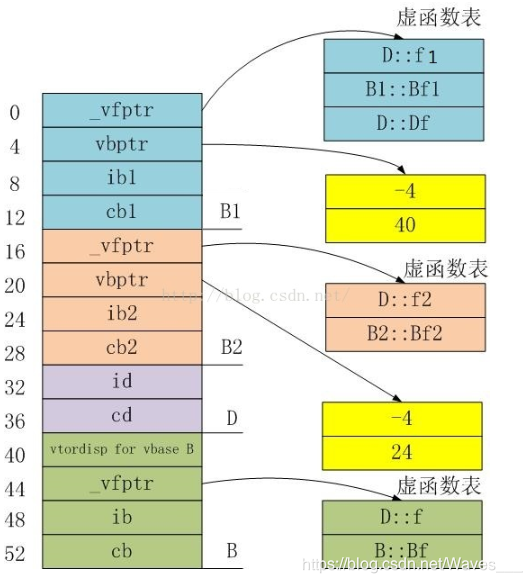 虚函数表
D::f1
B1::Bf1
D::Df
0 _vfptr
4 vbptr
8 ib1
12 cb1 B1
-4
40
16 _vfptr
20 vbptr
24 ib2
28 cb2 B2
虚函数表
D::f2
B2::Bf2
http://blog.csdn.net/
32 id
36 cd D
-4
24
40 vtordisp for vbase B
44 _vfptr
48 ib
52 cb B
虚函数表
D::f
B::Bf
https://blog.csdn.net/Waves___